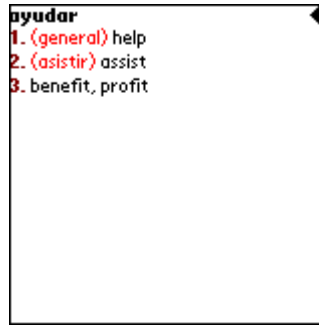 ayudar
1. (general) help
2. (asistir) assist
3. benefit, profit